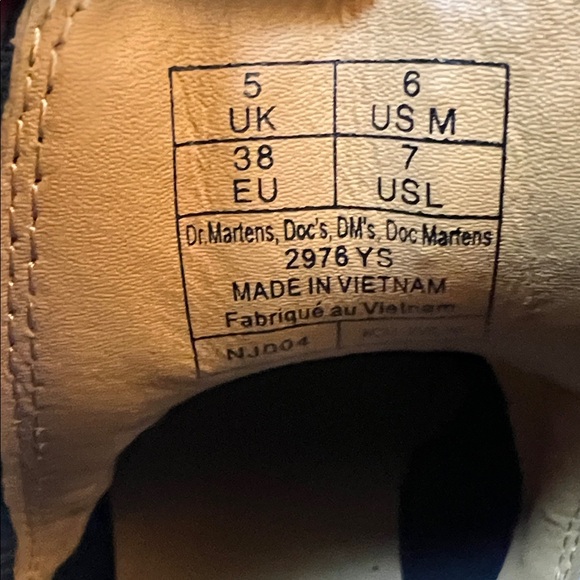 5 6
UK US M
38 7
EU USL
Dr.Martens, Doc's, DM's, Doc Martens
2976 YS
MADE IN VIETNAM
Fabriqué au Vietnam
NJD04